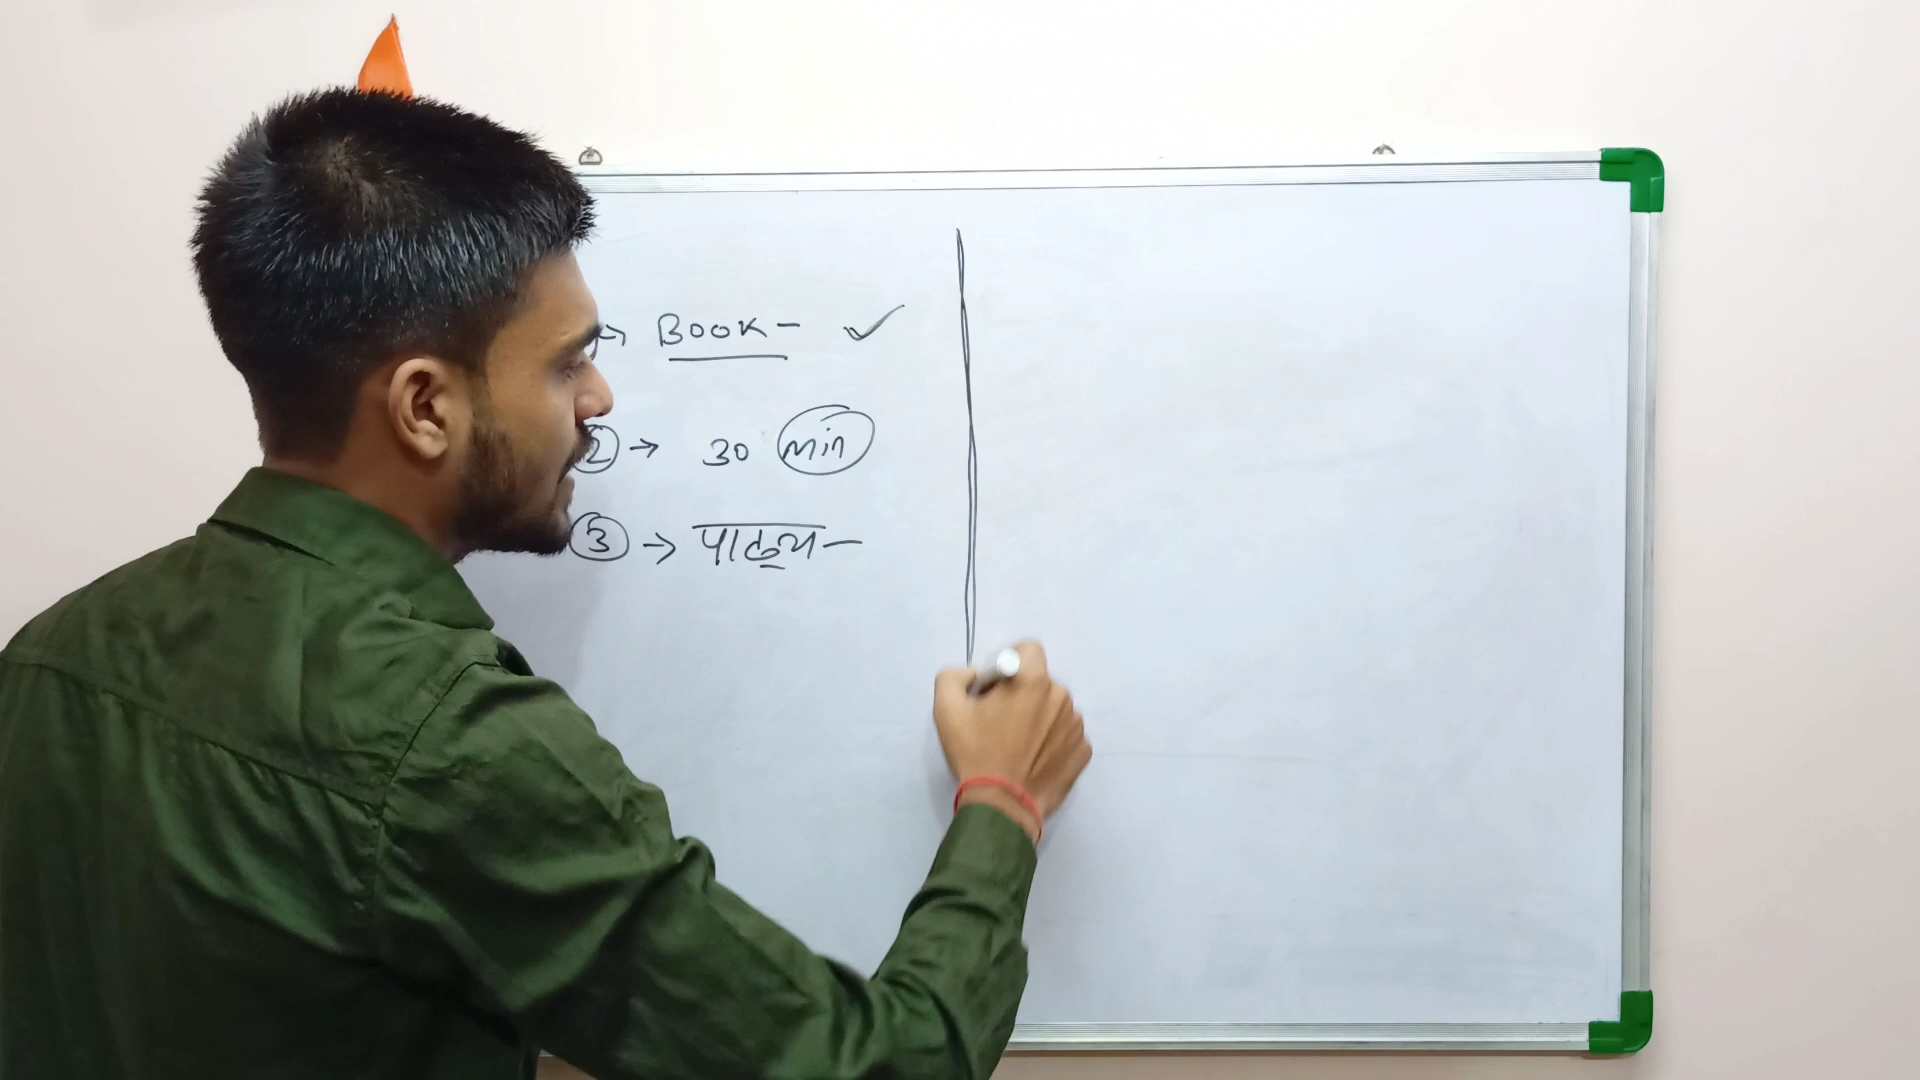 → BOOK - ✓
② → 30 min
③ → पाठ्य -